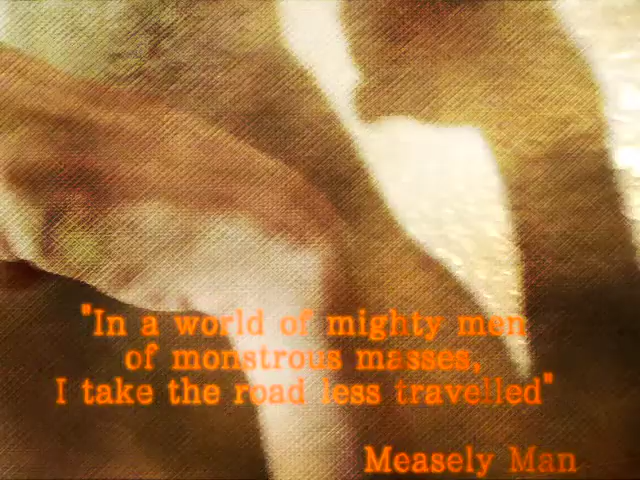 "In a world of mighty men
of monstrous masses,
I take the road less travelled"
Measely Man